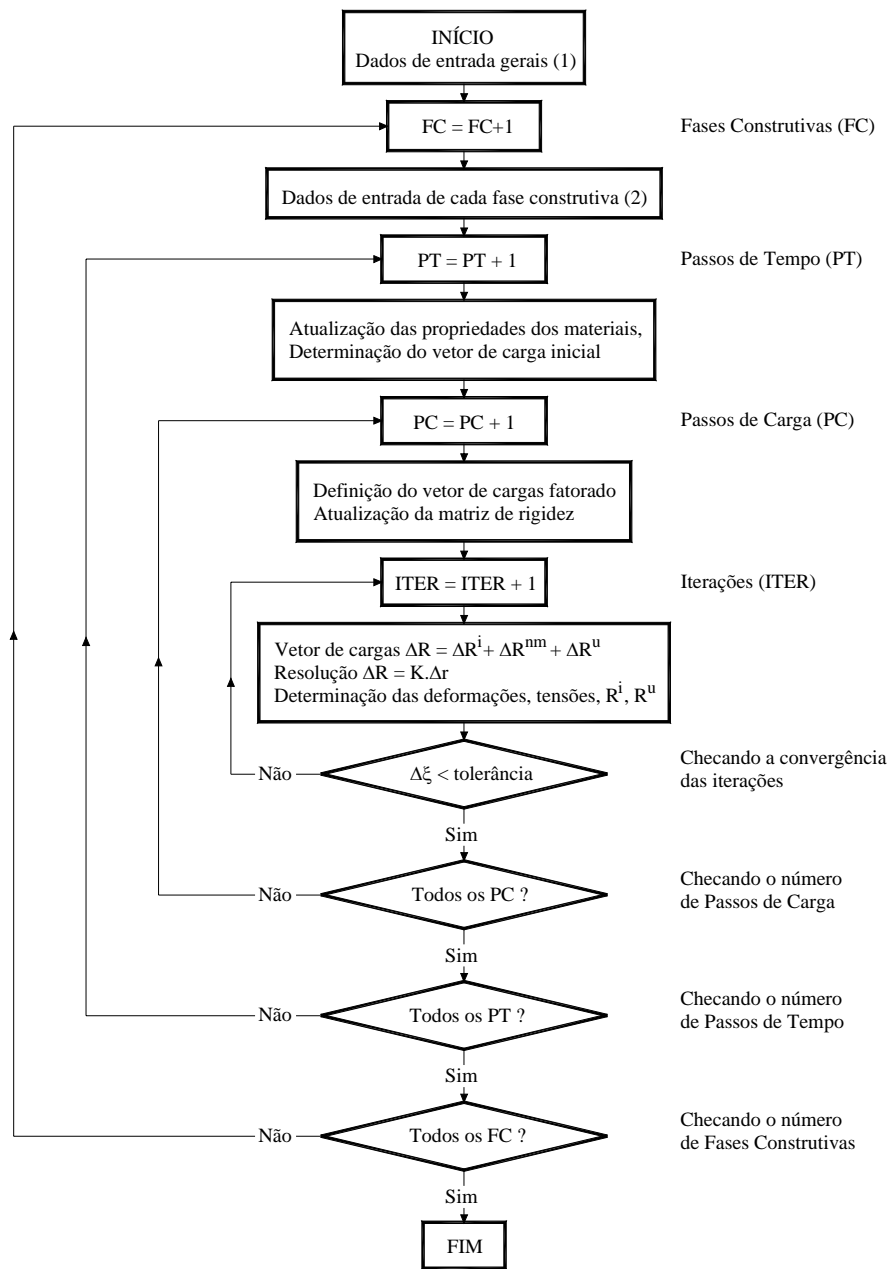 INÍCIO
Dados de entrada gerais (1)
FC = FC+1
Fases Construtivas (FC)
Dados de entrada de cada fase construtiva (2)
PT = PT + 1
Passos de Tempo (PT)
Atualização das propriedades dos materiais,
Determinação do vetor de carga inicial
PC = PC + 1
Passos de Carga (PC)
Definição do vetor de cargas fatorado
Atualização da matriz de rigidez
ITER = ITER + 1
Iterações (ITER)
Vetor de cargas ΔR = ΔR^i + ΔR^nm + ΔR^u
Resolução ΔR = K.Δr
Determinação das deformações, tensões, R^i, R^u
Não
Δξ < tolerância
Checando a convergência
das iterações
Sim
Não
Todos os PC ?
Checando o número
de Passos de Carga
Sim
Não
Todos os PT ?
Checando o número
de Passos de Tempo
Sim
Não
Todos os FC ?
Checando o número
de Fases Construtivas
Sim
FIM